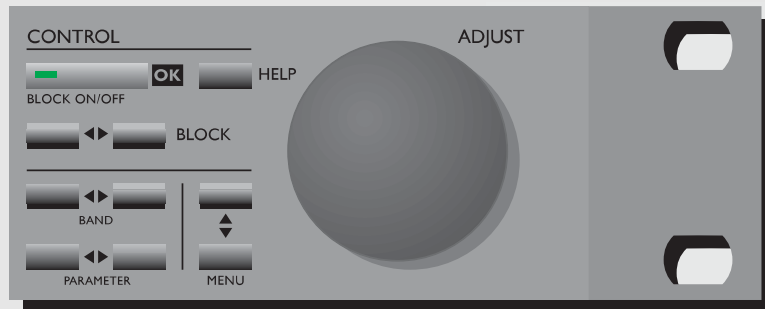 CONTROL
ADJUST
OK
HELP
BLOCK ON/OFF
BLOCK
BAND
PARAMETER
MENU